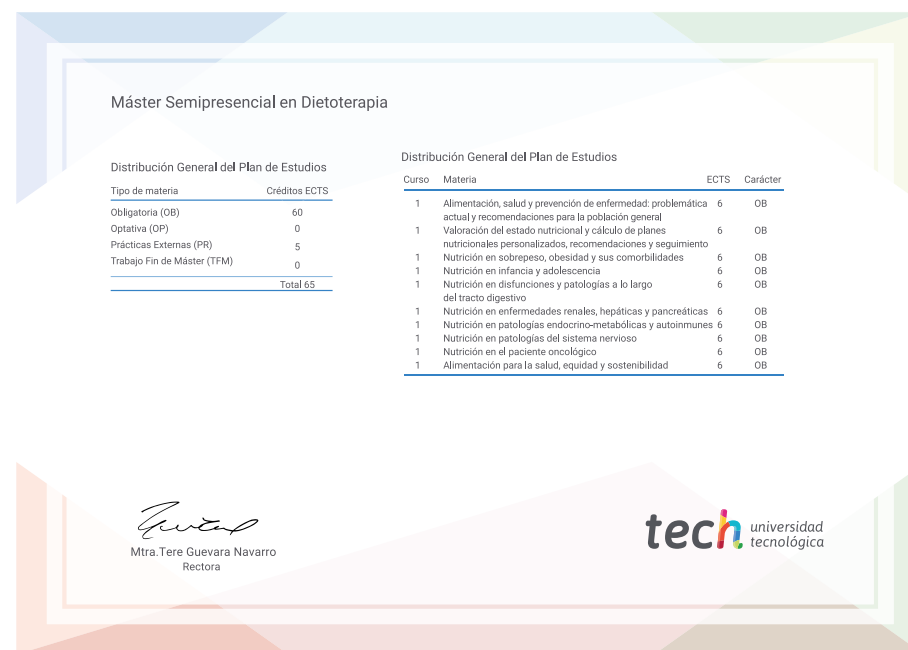 Máster Semipresencial en Dietoterapia
Distribución General del Plan de Estudios
Tipo de materia Créditos ECTS
Obligatoria (OB) 60
Optativa (OP) 0
Prácticas Externas (PR) 5
Trabajo Fin de Máster (TFM) 0
Total 65
Distribución General del Plan de Estudios
Curso Materia ECTS Carácter
1 Alimentación, salud y prevención de enfermedad: problemática 6 OB
actual y recomendaciones para la población general
1 Valoración del estado nutricional y cálculo de planes 6 OB
nutricionales personalizados, recomendaciones y seguimiento
1 Nutrición en sobrepeso, obesidad y sus comorbilidades 6 OB
1 Nutrición en infancia y adolescencia 6 OB
1 Nutrición en disfunciones y patologías a lo largo 6 OB
del tracto digestivo
1 Nutrición en enfermedades renales, hepáticas y pancreáticas 6 OB
1 Nutrición en patologías endocrino-metabólicas y autoinmunes 6 OB
1 Nutrición en patologías del sistema nervioso 6 OB
1 Nutrición en el paciente oncológico 6 OB
1 Alimentación para la salud, equidad y sostenibilidad 6 OB
Mtra.Tere Guevara Navarro
Rectora
tech universidad
tecnológica